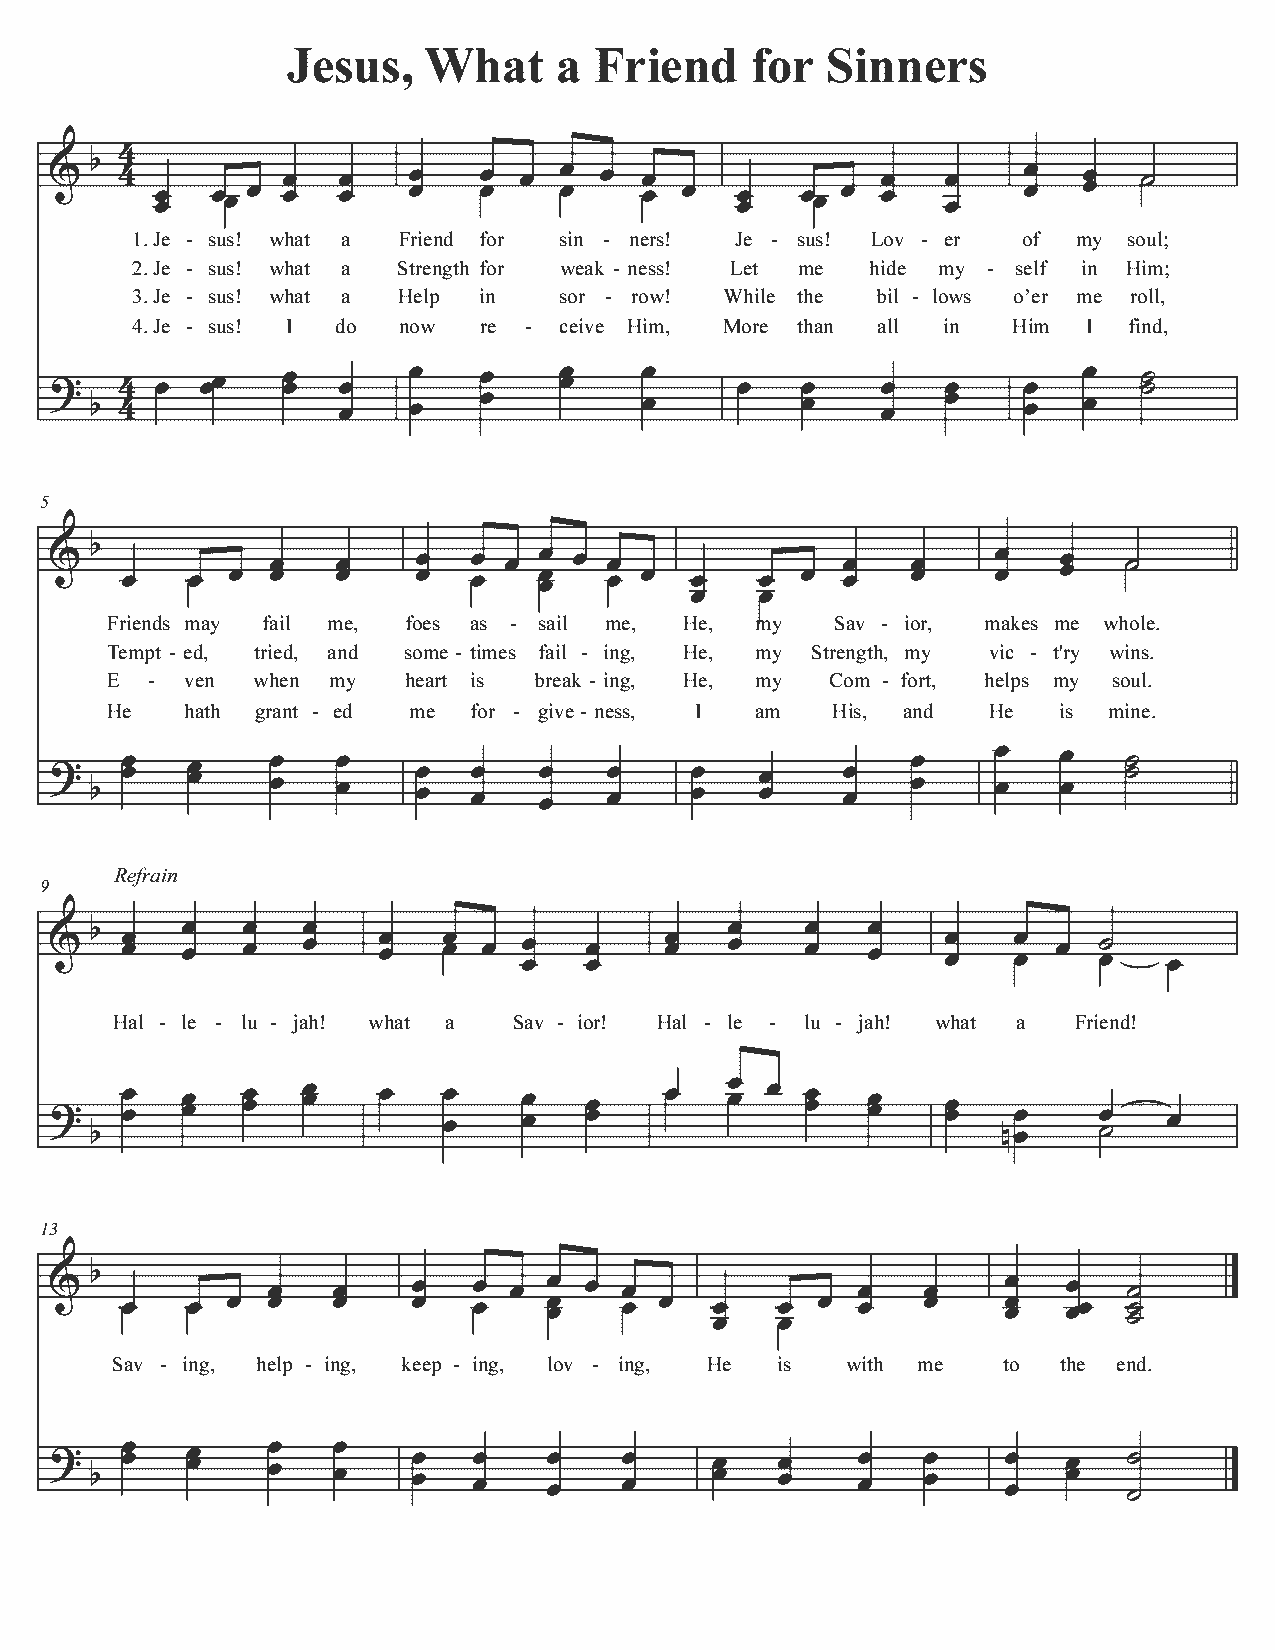 Jesus, What a Friend for Sinners
1. Je - sus! what a Friend for sin - ners! Je - sus! Lov - er of my soul;
2. Je - sus! what a Strength for weak - ness! Let me hide my - self in Him;
3. Je - sus! what a Help in sor - row! While the bil - lows o’er me roll,
4. Je - sus! I do now re - ceive Him, More than all in Him I find,
5
Friends may fail me, foes as - sail me, He, my Sav - ior, makes me whole.
Tempt - ed, tried, and some - times fail - ing, He, my Strength, my vic - t'ry wins.
E - ven when my heart is break - ing, He, my Com - fort, helps my soul.
He hath grant - ed me for - give - ness, I am His, and He is mine.
Refrain
9
Hal - le - lu - jah! what a Sav - ior! Hal - le - lu - jah! what a Friend!
13
Sav - ing, help - ing, keep - ing, lov - ing, He is with me to the end.